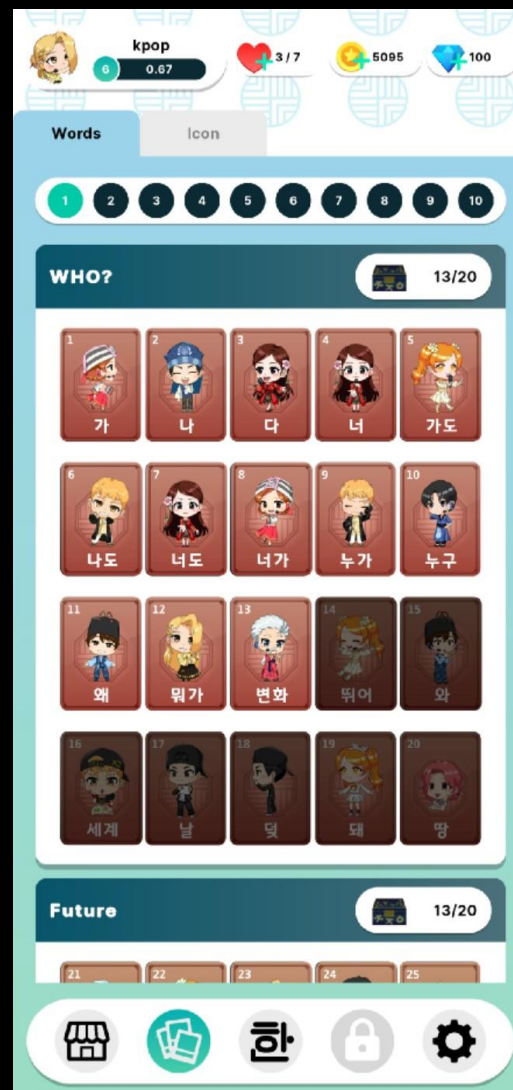 kpop
6 0.67
3 / 7
5095
100
Words Icon
1 2 3 4 5 6 7 8 9 10
WHO? 13/20
1 2 3 4 5
가 나 다 너 가도
6 7 8 9 10
나도 너도 너가 누가 누구
11 12 13 14 15
왜 뭐가 변화 뛰어 와
16 17 18 19 20
세계 날 덫 돼 땅
Future 13/20
21 22 23 24 25
한